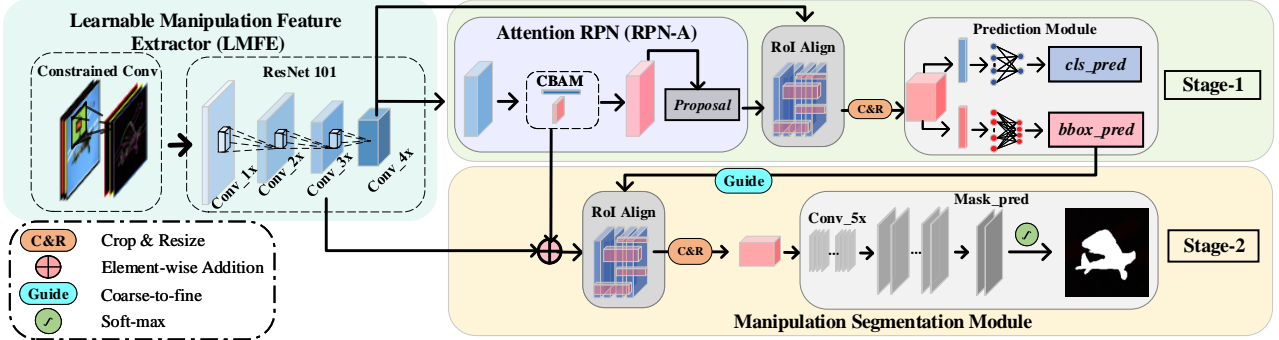 Learnable Manipulation Feature
Extractor (LMFE)
Constrained Conv
ResNet 101
Conv_1x
Conv_2x
Conv_3x
Conv_4x
Attention RPN (RPN-A)
CBAM
Proposal
RoI Align
C&R
Prediction Module
cls_pred
bbox_pred
Stage-1
Guide
RoI Align
C&R
Conv_5x
...
...
Mask_pred
Stage-2
Manipulation Segmentation Module
C&R Crop & Resize
Element-wise Addition
Guide Coarse-to-fine
Soft-max